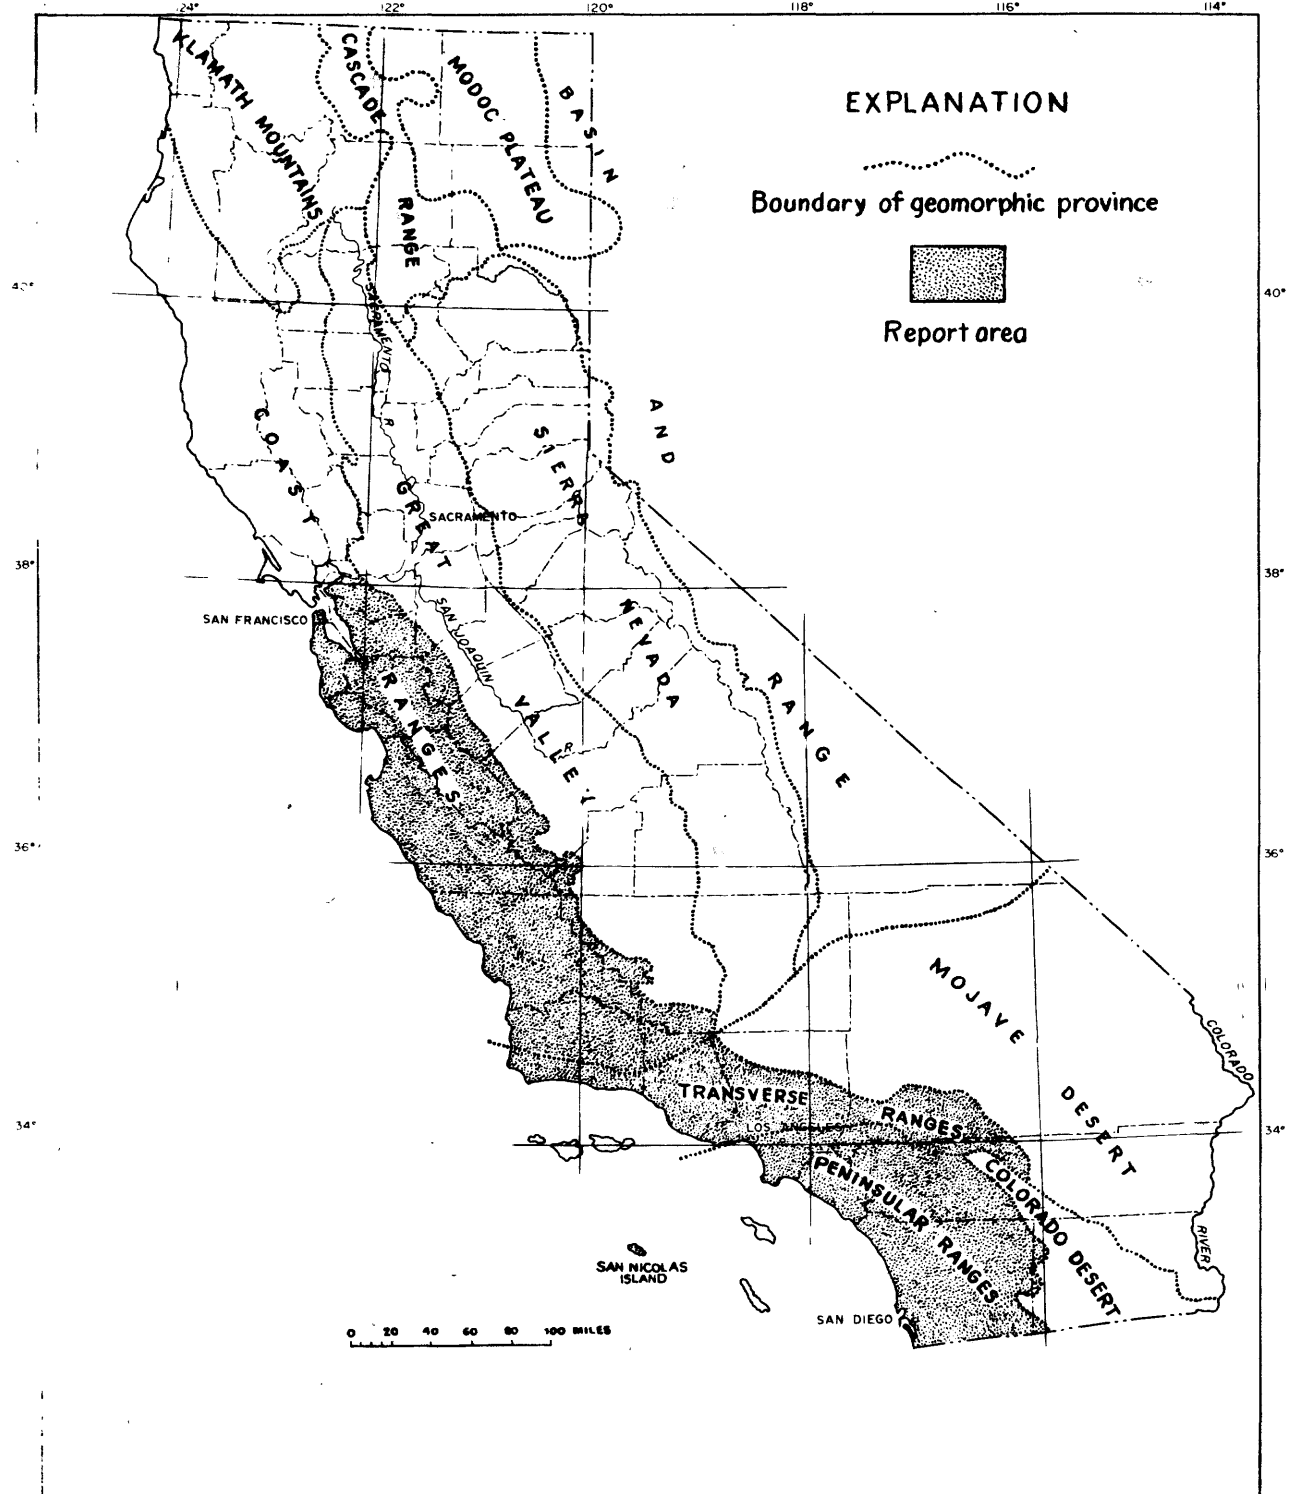 124° 122° 120° 118° 116° 114°
KLAMATH MOUNTAINS
CASCADE
RANGE
MODOC PLATEAU
BASIN
AND
RANGE
EXPLANATION
Boundary of geomorphic province
Report area
40°
40°
SACRAMENTO
R
COAST
RANGES
GREAT
VALLEY
SIERRA
NEVADA
SACRAMENTO
38°
38°
SAN JOAQUIN
R
SAN FRANCISCO
36°
36°
MOJAVE
DESERT
COLORADO
RIVER
TRANSVERSE
RANGES
LOS ANGELES
34°
34°
PENINSULAR RANGES
COLORADO DESERT
SAN NICOLAS
ISLAND
SAN DIEGO
0 20 40 60 80 100 MILES